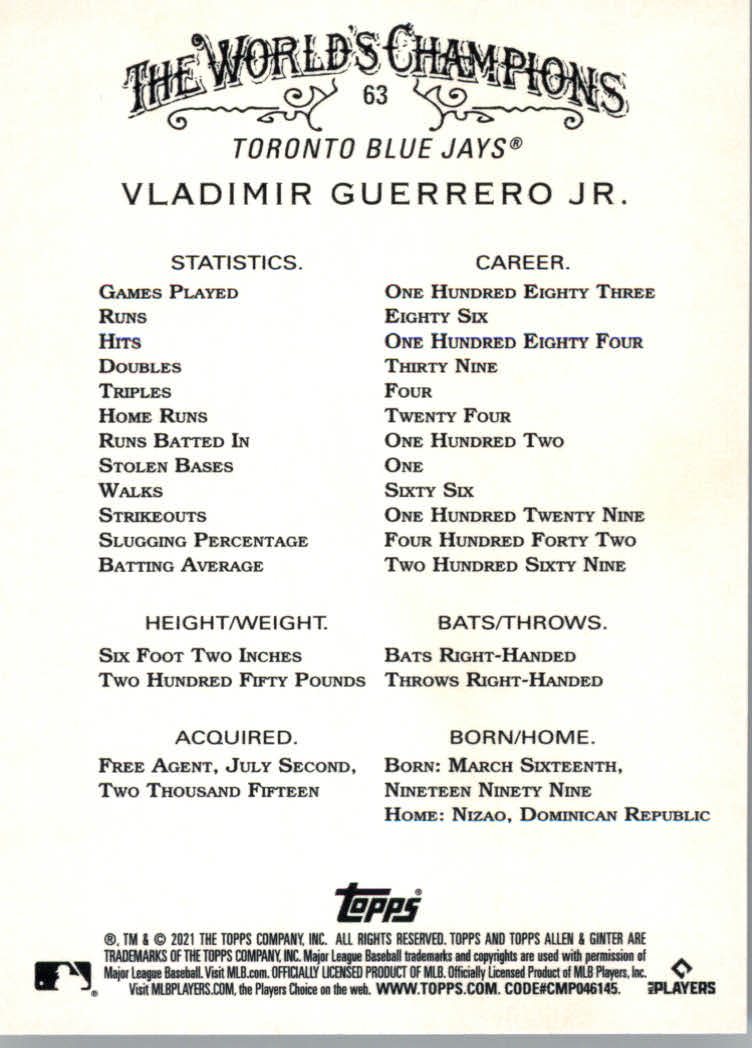 THE WORLD'S CHAMPIONS
63
TORONTO BLUE JAYS®
VLADIMIR GUERRERO JR.
STATISTICS. CAREER.
GAMES PLAYED ONE HUNDRED EIGHTY THREE
RUNS EIGHTY SIX
HITS ONE HUNDRED EIGHTY FOUR
DOUBLES THIRTY NINE
TRIPLES FOUR
HOME RUNS TWENTY FOUR
RUNS BATTED IN ONE HUNDRED TWO
STOLEN BASES ONE
WALKS SIXTY SIX
STRIKEOUTS ONE HUNDRED TWENTY NINE
SLUGGING PERCENTAGE FOUR HUNDRED FORTY TWO
BATTING AVERAGE TWO HUNDRED SIXTY NINE
HEIGHT/WEIGHT. BATS/THROWS.
SIX FOOT TWO INCHES BATS RIGHT-HANDED
TWO HUNDRED FIFTY POUNDS THROWS RIGHT-HANDED
ACQUIRED. BORN/HOME.
FREE AGENT, JULY SECOND, BORN: MARCH SIXTEENTH,
TWO THOUSAND FIFTEEN NINETEEN NINETY NINE
HOME: NIZAO, DOMINICAN REPUBLIC
topps®
®, TM & © 2021 THE TOPPS COMPANY, INC. ALL RIGHTS RESERVED. TOPPS AND TOPPS ALLEN & GINTER ARE
TRADEMARKS OF THE TOPPS COMPANY, INC. Major League Baseball trademarks and copyrights are used with permission of
Major League Baseball. Visit MLB.com. OFFICIALLY LICENSED PRODUCT OF MLB. Officially Licensed Product of MLB Players, Inc.
Visit MLBPLAYERS.COM, the Players Choice on the web. WWW.TOPPS.COM. CODE#CMP046145.
MLB PLAYERS